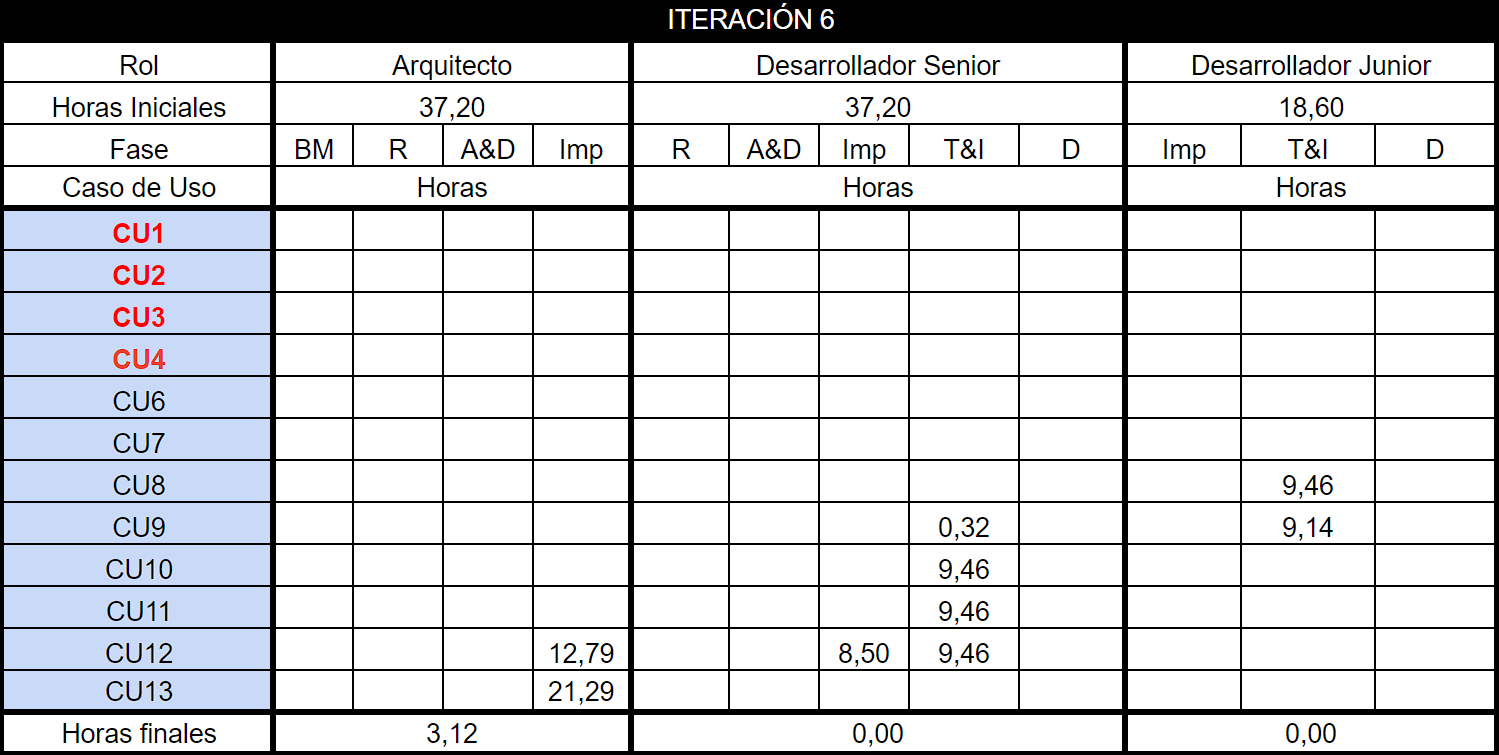 ITERACIÓN 6
Rol Arquitecto Desarrollador Senior Desarrollador Junior
Horas Iniciales 37,20 37,20 18,60
Fase BM R A&D Imp R A&D Imp T&I D Imp T&I D
Caso de Uso Horas Horas Horas
CU1
CU2
CU3
CU4
CU6
CU7
CU8 9,46
CU9 0,32 9,14
CU10 9,46
CU11 9,46
CU12 12,79 8,50 9,46
CU13 21,29
Horas finales 3,12 0,00 0,00